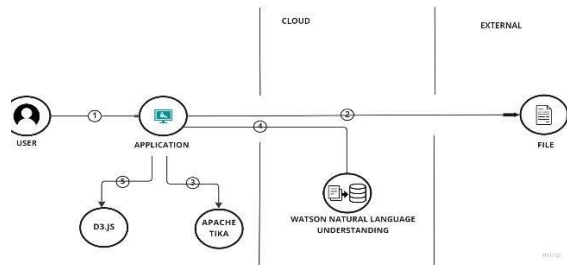 CLOUD
EXTERNAL
1
2
4
USER
APPLICATION
FILE
5
3
D3.JS
APACHE
TIKA
WATSON NATURAL LANGUAGE
UNDERSTANDING
miro